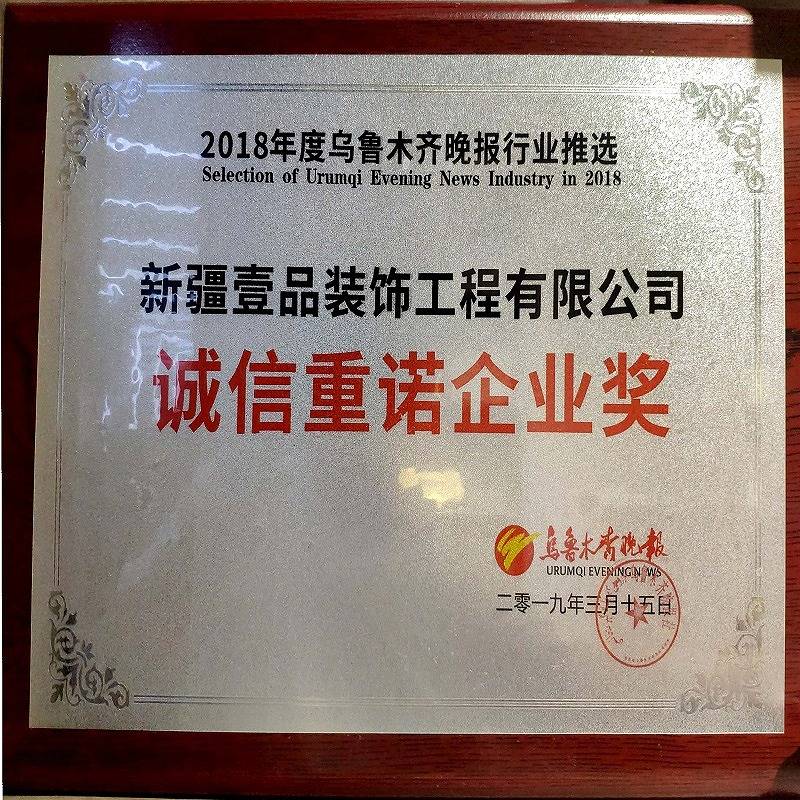 2018年度乌鲁木齐晚报行业推选
Selection of Urumqi Evening News Industry in 2018
新疆壹品装饰工程有限公司
诚信重诺企业奖
乌鲁木齐晚报
URUMQI EVENING NEWS
二零一九年三月十五日